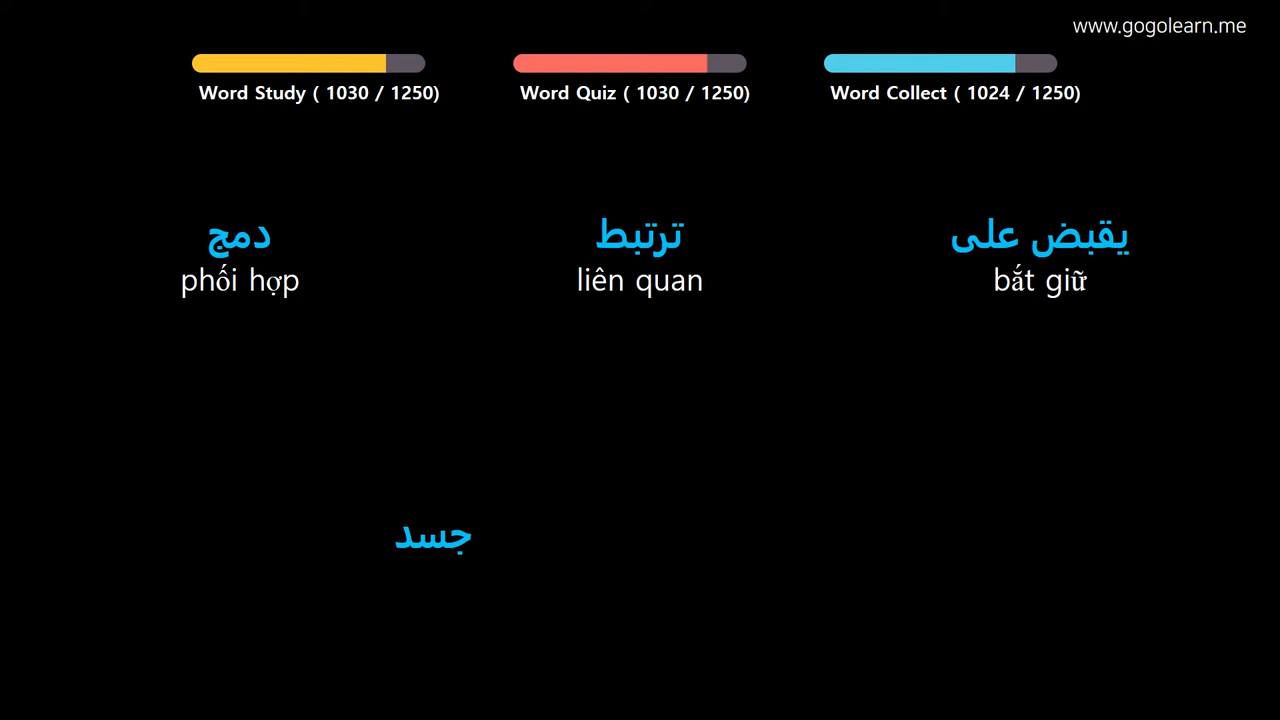 www.gogolearn.me
Word Study ( 1030 / 1250)
Word Quiz ( 1030 / 1250)
Word Collect ( 1024 / 1250)
دمج
phối hợp
ترتبط
liên quan
يقبض على
bắt giữ
جسد